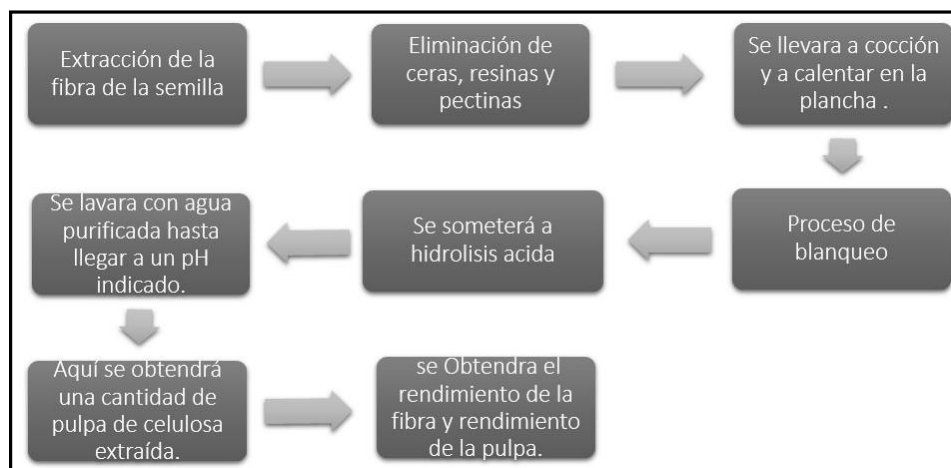 Extracción de la
fibra de la semilla
Eliminación de
ceras, resinas y
pectinas
Se llevara a cocción
y a calentar en la
plancha .
Proceso de
blanqueo
Se someterá a
hidrolisis acida
Se lavara con agua
purificada hasta
llegar a un pH
indicado.
Aquí se obtendrá
una cantidad de
pulpa de celulosa
extraída.
se Obtendra el
rendimiento de la
fibra y rendimiento
de la pulpa.